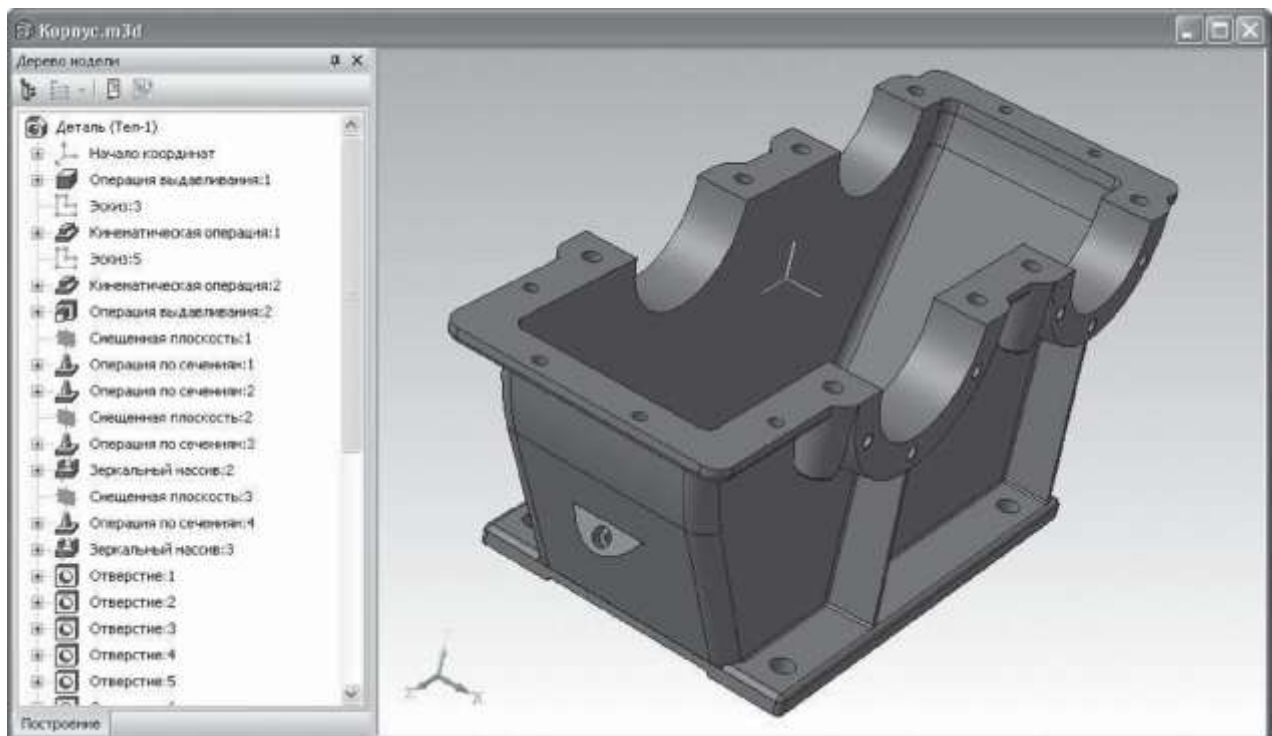 Корпус.m3d
Дерево модели
Деталь (Тел-1)
Начало координат
Операция выдавливания:1
Эскиз:3
Кинематическая операция:1
Эскиз:5
Кинематическая операция:2
Операция выдавливания:2
Смещенная плоскость:1
Операция по сечениям:1
Операция по сечениям:2
Смещенная плоскость:2
Операция по сечениям:3
Зеркальный массив:2
Смещенная плоскость:3
Операция по сечениям:4
Зеркальный массив:3
Отверстие:1
Отверстие:2
Отверстие:3
Отверстие:4
Отверстие:5
Построение